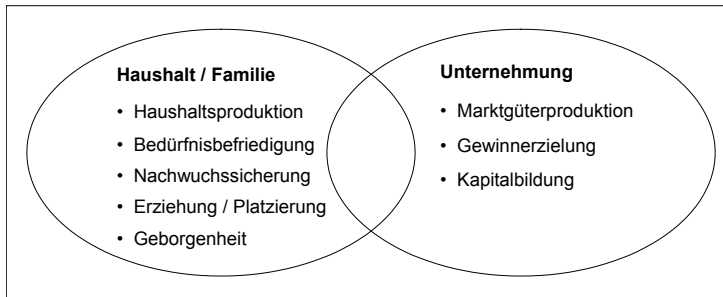 Haushalt / Familie
• Haushaltsproduktion
• Bedürfnisbefriedigung
• Nachwuchssicherung
• Erziehung / Platzierung
• Geborgenheit
Unternehmung
• Marktgüterproduktion
• Gewinnerzielung
• Kapitalbildung